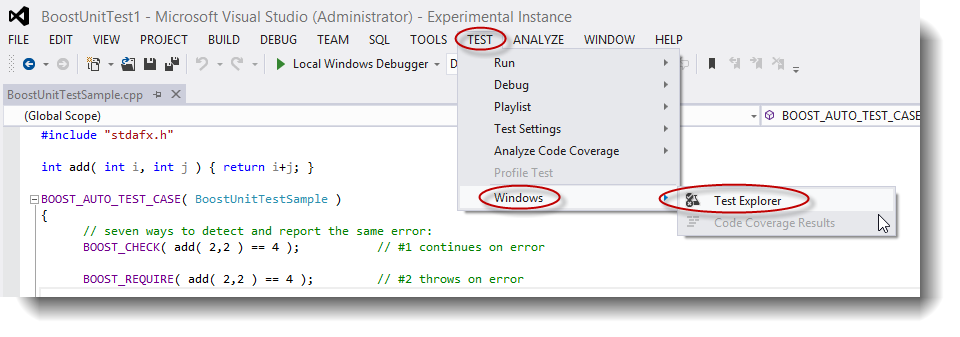 BoostUnitTest1 - Microsoft Visual Studio (Administrator) - Experimental Instance
FILE EDIT VIEW PROJECT BUILD DEBUG TEAM SQL TOOLS TEST ANALYZE WINDOW HELP
Local Windows Debugger D
Run
Debug
BoostUnitTestSample.cpp
Playlist
(Global Scope)
BOOST_AUTO_TEST_CASE
Test Settings
#include "stdafx.h"
Analyze Code Coverage
int add( int i, int j ) { return i+j; }
Profile Test
BOOST_AUTO_TEST_CASE( BoostUnitTestSample )
Windows
Test Explorer
{
Code Coverage Results
// seven ways to detect and report the same error:
BOOST_CHECK( add( 2,2 ) == 4 ); // #1 continues on error
BOOST_REQUIRE( add( 2,2 ) == 4 ); // #2 throws on error